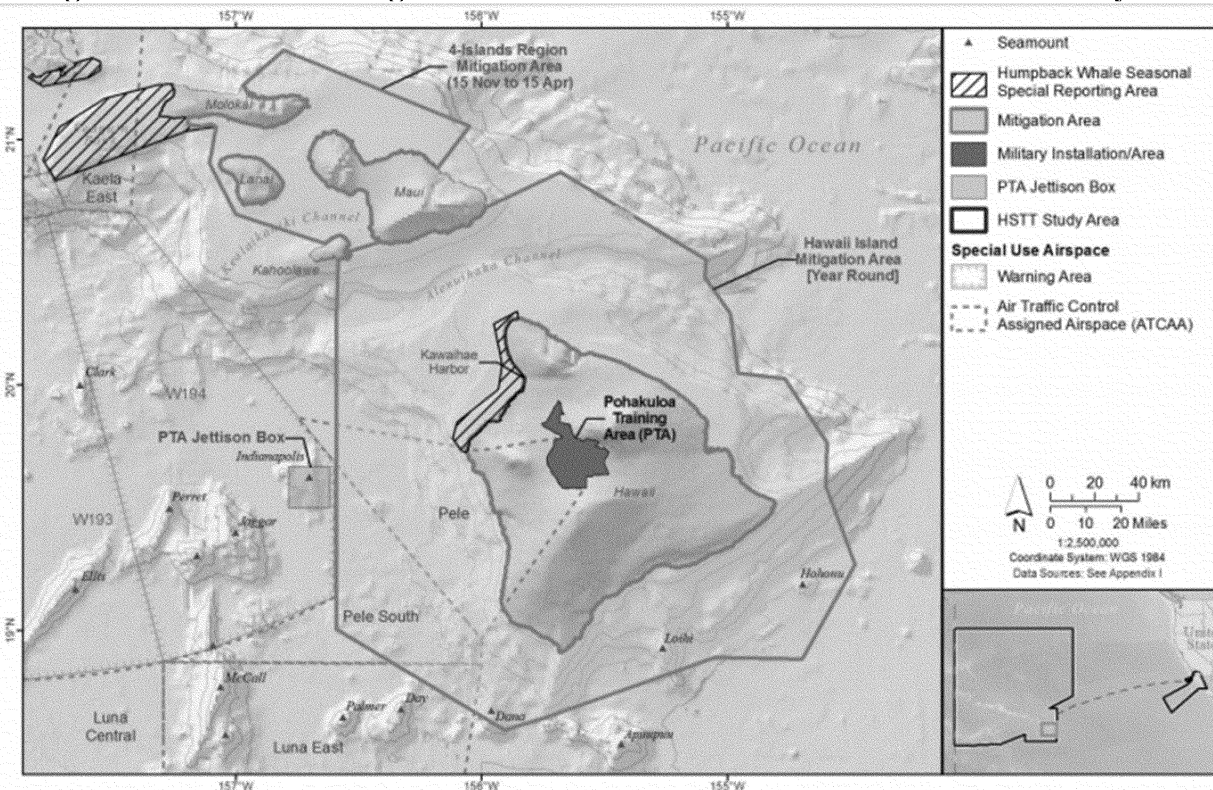 157°W
156°W
155°W
4-Islands Region
Mitigation Area
(15 Nov to 15 Apr)
Molokai
21°N
Pacific Ocean
Kaela
East
Lanai
Maui
Channel
Kahoolawe
Alenuihaha Channel
Hawaii Island
Mitigation Area
[Year Round]
Kawaihae
Harbor
20°N
Clark
W194
Pohakuloa
Training
Area (PTA)
PTA Jettison Box
Indianapolis
Hawaii
Perret
Pele
W193
Jaggar
Ellis
Hohonu
Pele South
19°N
Loihi
McCall
Day
Palmer
Dana
Luna
Central
Luna East
Apuupuu
157°W
156°W
155°W
Seamount
Humpback Whale Seasonal
Special Reporting Area
Mitigation Area
Military Installation/Area
PTA Jettison Box
HSTT Study Area
Special Use Airspace
Warning Area
Air Traffic Control
Assigned Airspace (ATCAA)
0 20 40 km
N
0 10 20 Miles
1:2,500,000
Coordinate System: WGS 1984
Data Sources: See Appendix I